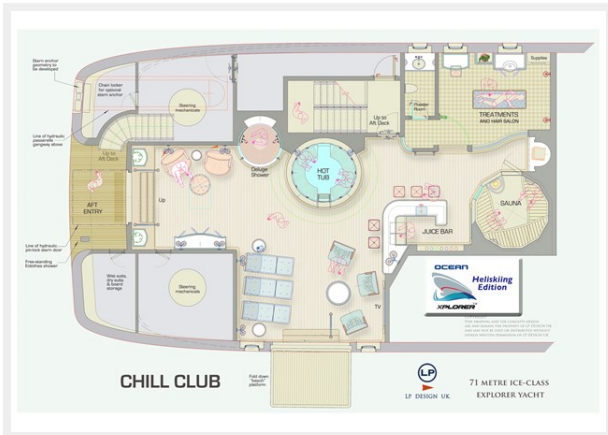 Stern anchor
geometry to
be developed
Chain locker
for optional
stern anchor
Steering
mechanicals
Line of hydraulic
passerelle
gangway above
Up to
Aft Deck
AFT
ENTRY
Up
Line of hydraulic
pin-lock stern door
Free-standing
Wet suits,
dry suits
& board
storage
Steering
mechanicals
Deluge
Shower
HOT
TUB
Up to
Aft Deck
Powder
Room
Supplies
TREATMENTS
AND HAIR SALON
SAUNA
JUICE BAR
TV
Fold down
"beach"
platform
OCEAN
XPLORER
Heliskiing
Edition
CHILL CLUB
LP
LP DESIGN UK
71 METRE ICE-CLASS
EXPLORER YACHT